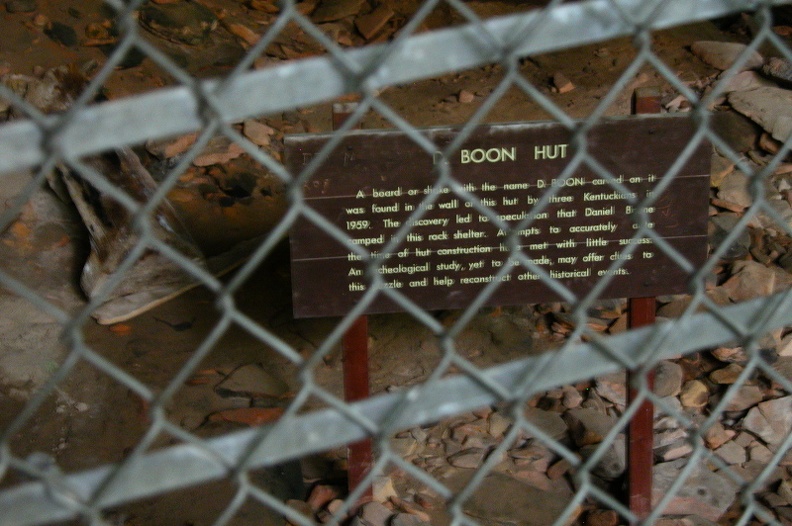 D. BOON HUT
A board or shake with the name D. BOON carved on it
was found in the wall of this hut by three Kentuckians in
1959. The discovery led to speculation that Daniel Boone
camped in this rock shelter. Attempts to accurately date
the time of hut construction have met with little success.
An archeological study, yet to be made, may offer clues to
this puzzle and help reconstruct other historical events.